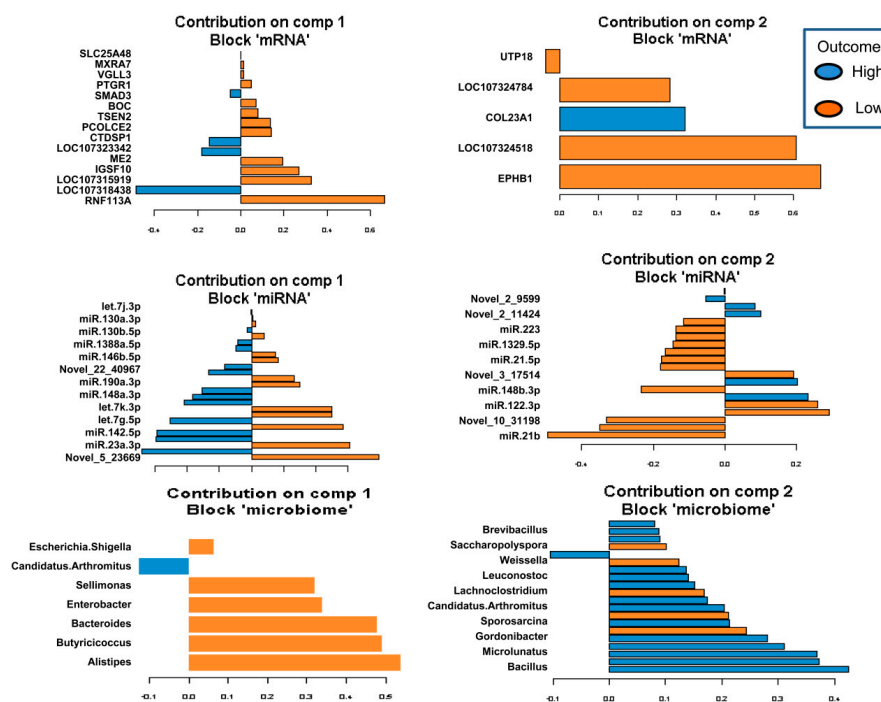 Contribution on comp 1
Block 'mRNA'
SLC25A48
MXRA7
VGLL3
PTGR1
SMAD3
BOC
TSEN2
PCOLCE2
CTDSP1
LOC107323342
ME2
IGSF10
LOC107315919
LOC107318438
RNF113A
-0.4 -0.2 0.0 0.2 0.4 0.6
Contribution on comp 2
Block 'mRNA'
UTP18
LOC107324784
COL23A1
LOC107324518
EPHB1
0.0 0.1 0.2 0.3 0.4 0.5 0.6
Outcome
High
Low
Contribution on comp 1
Block 'miRNA'
let.7j.3p
miR.130a.3p
miR.130b.5p
miR.1388a.5p
miR.146b.5p
Novel_22_40967
miR.190a.3p
miR.148a.3p
let.7k.3p
let.7g.5p
miR.142.5p
miR.23a.3p
Novel_5_23669
Contribution on comp 2
Block 'miRNA'
Novel_2_9599
Novel_2_11424
miR.223
miR.1329.5p
miR.21.5p
Novel_3_17514
miR.148b.3p
miR.122.3p
Novel_10_31198
miR.21b
-0.4 -0.2 0.0 0.2
Contribution on comp 1
Block 'microbiome'
Escherichia.Shigella
Candidatus.Arthromitus
Sellimonas
Enterobacter
Bacteroides
Butyricicoccus
Alistipes
-0.1 0.0 0.1 0.2 0.3 0.4 0.5
Contribution on comp 2
Block 'microbiome'
Brevibacillus
Saccharopolyspora
Weissella
Leuconostoc
Lachnoclostridium
Candidatus.Arthromitus
Sporosarcina
Gordonibacter
Microlunatus
Bacillus
-0.1 0.0 0.1 0.2 0.3 0.4